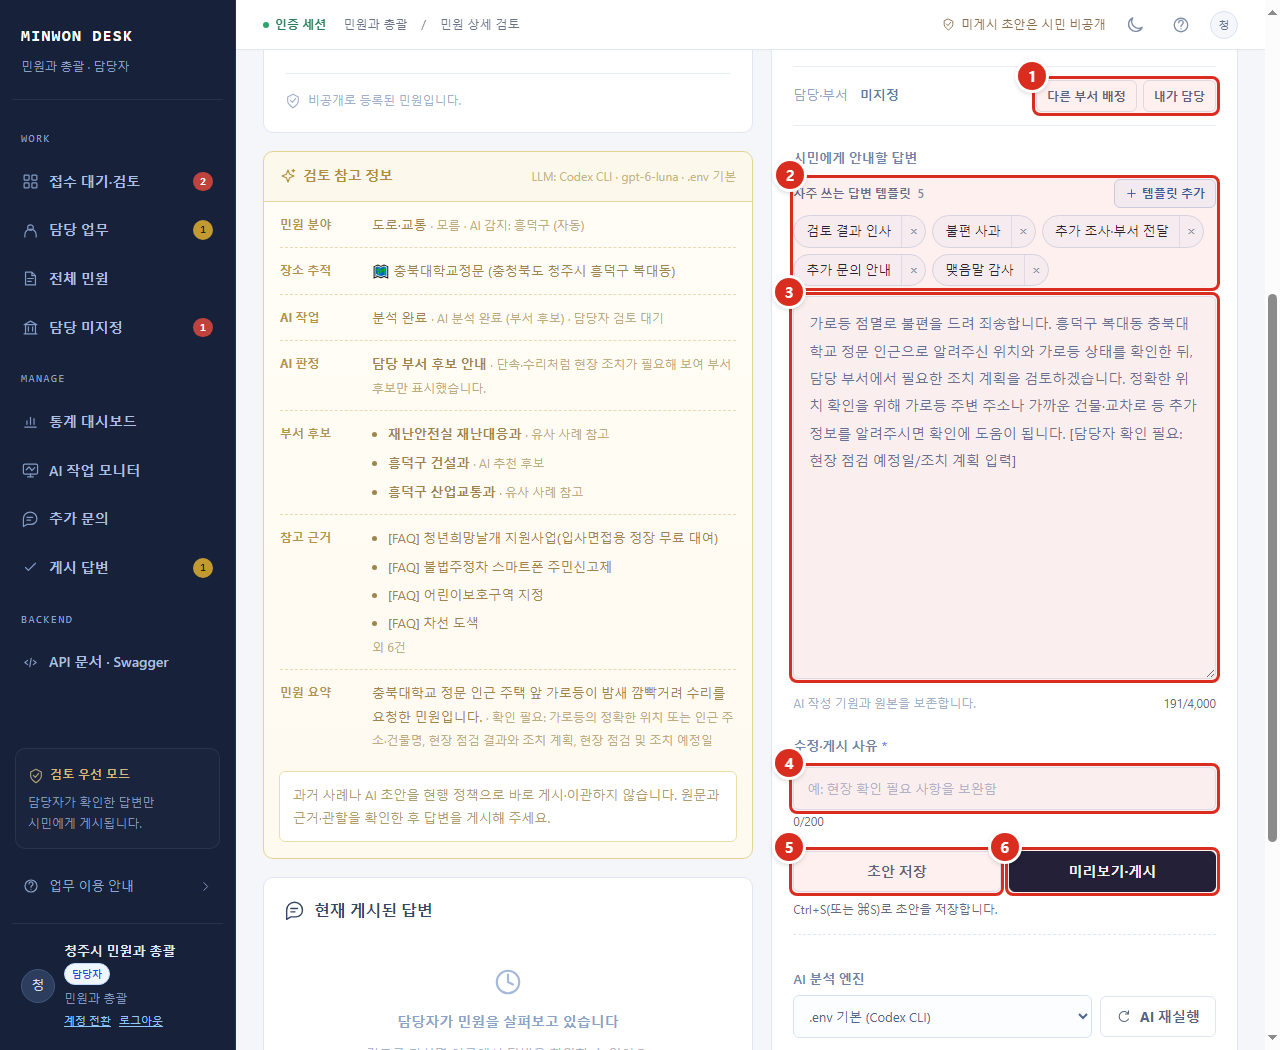 MINWON DESK
민원과 총괄 · 담당자
WORK
접수 대기·검토 2
담당 업무 1
전체 민원
담당 미지정 1
MANAGE
통계 대시보드
AI 작업 모니터
추가 문의
게시 답변 1
BACKEND
API 문서 · Swagger
검토 우선 모드
담당자가 확인한 답변만
시민에게 게시됩니다.
업무 이용 안내
청주시 민원과 총괄
담당자
청
민원과 총괄
계정 전환 로그아웃
인증 세션 민원과 총괄 / 민원 상세 검토
미게시 초안은 시민 비공개
청
비공개로 등록된 민원입니다.
검토 참고 정보
LLM: Codex CLI · gpt-6-luna · .env 기본
민원 분야 도로·교통 · 모름 · AI 감지: 흥덕구 (자동)
장소 추적 충북대학교정문 (충청북도 청주시 흥덕구 복대동)
AI 작업 분석 완료 · AI 분석 완료 (부서 후보) · 담당자 검토 대기
AI 판정 담당 부서 후보 안내 · 단속·수리처럼 현장 조치가 필요해 보여 부서
후보만 표시했습니다.
부서 후보
재난안전실 재난대응과 · 유사 사례 참고
흥덕구 건설과 · AI 추천 후보
흥덕구 산업교통과 · 유사 사례 참고
참고 근거
[FAQ] 청년희망날개 지원사업(입사면접용 정장 무료 대여)
[FAQ] 불법주정차 스마트폰 주민신고제
[FAQ] 어린이보호구역 지정
[FAQ] 차선 도색
외 6건
민원 요약 충북대학교 정문 인근 주택 앞 가로등이 밤새 깜빡거려 수리를
요청한 민원입니다. · 확인 필요: 가로등의 정확한 위치 또는 인근 주
소·건물명, 현장 점검 결과와 조치 계획, 현장 점검 및 조치 예정일
과거 사례나 AI 초안을 현행 정책으로 바로 게시·이관하지 않습니다. 원문과
근거·관할을 확인한 후 답변을 게시해 주세요.
현재 게시된 답변
담당자가 민원을 살펴보고 있습니다
담당·부서 미지정
1
다른 부서 배정 내가 담당
시민에게 안내할 답변
2
자주 쓰는 답변 템플릿 5
+ 템플릿 추가
검토 결과 인사 × 불편 사과 × 추가 조사·부서 전달 ×
추가 문의 안내 × 맺음말 감사 ×
3
가로등 점멸로 불편을 드려 죄송합니다. 흥덕구 복대동 충북대
학교 정문 인근으로 알려주신 위치와 가로등 상태를 확인한 뒤,
담당 부서에서 필요한 조치 계획을 검토하겠습니다. 정확한 위
치 확인을 위해 가로등 주변 주소나 가까운 건물·교차로 등 추가
정보를 알려주시면 확인에 도움이 됩니다. [담당자 확인 필요:
현장 점검 예정일/조치 계획 입력]
AI 작성 기원과 원본을 보존합니다. 191/4,000
수정·게시 사유 *
4
예: 현장 확인 필요 사항을 보완함
0/200
5
초안 저장
6
미리보기·게시
Ctrl+S(또는 ⌘S)로 초안을 저장합니다.
AI 분석 엔진
.env 기본 (Codex CLI)
AI 재실행